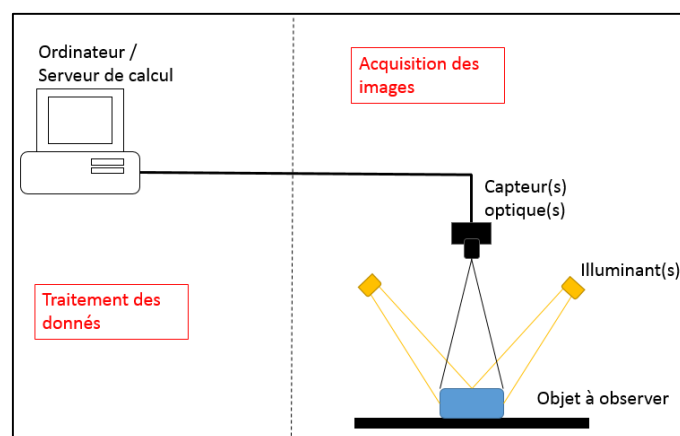 Ordinateur /
Serveur de calcul
Acquisition des
images
Capteur(s)
optique(s)
Illuminant(s)
Traitement des
donnés
Objet à observer